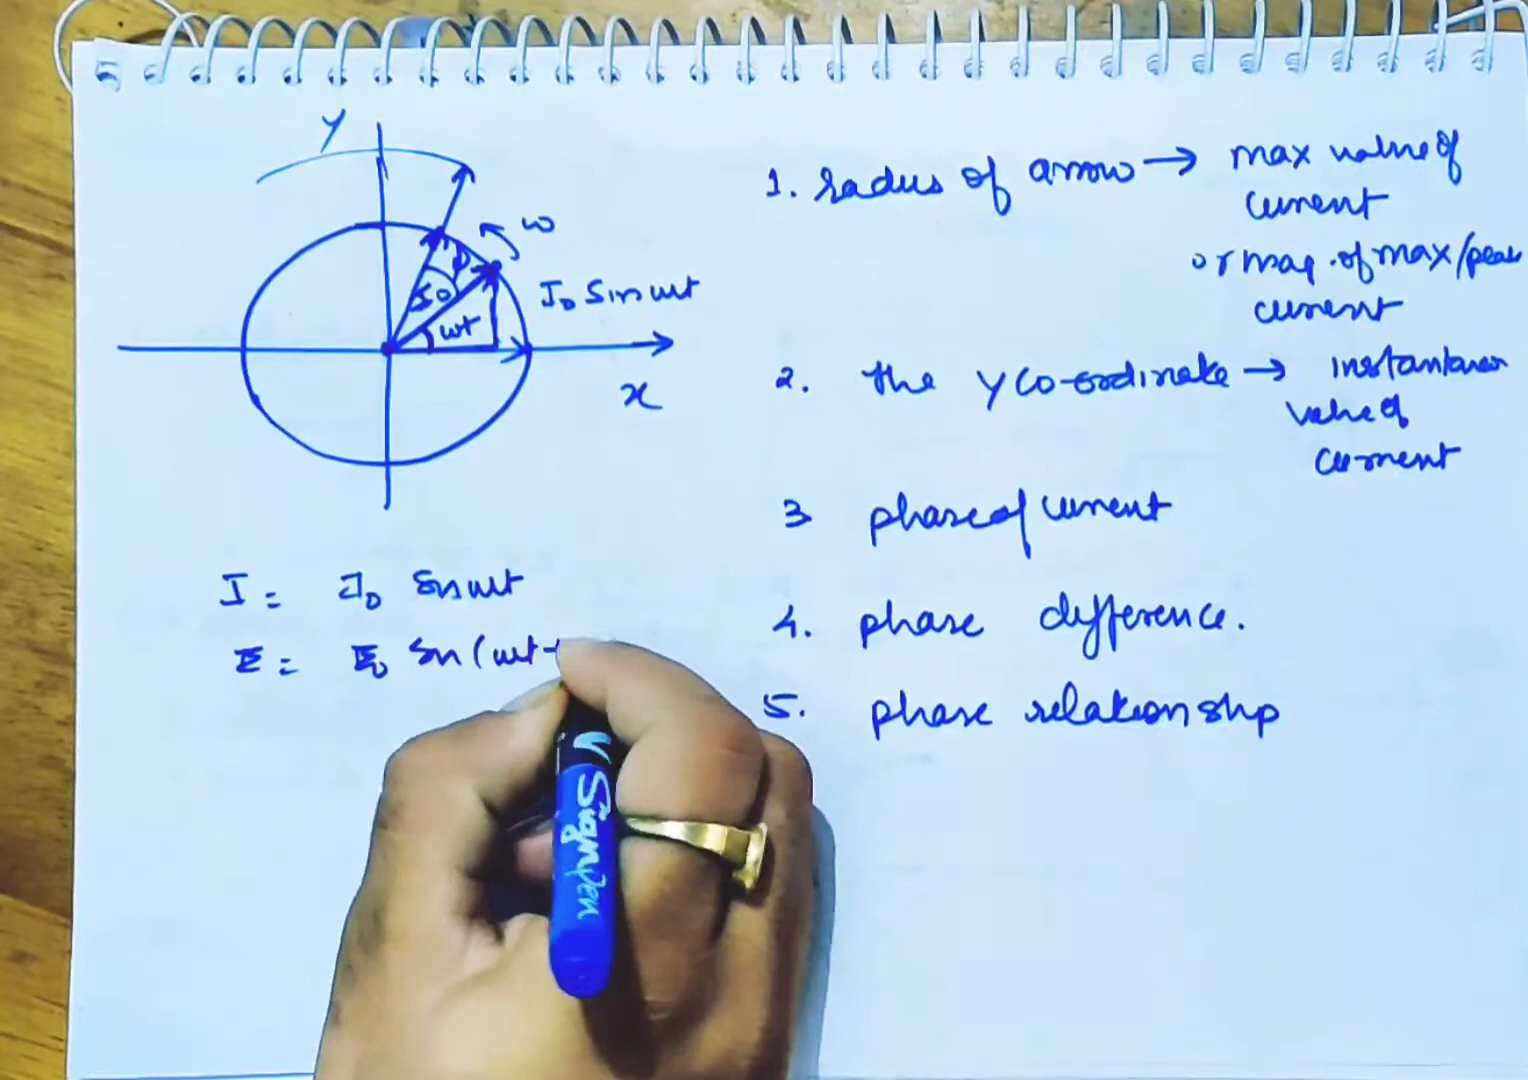 Y
ω
φ
50
I₀ Sin ωt
ωt
x
I = I₀ Sin ωt
E = E₀ Sin (ωt
1. radius of arrow → max value of
current
or mag. of max/peak
current
2. the Y co-ordinate →
value of
current
3 phase of current
4. phase difference.
5. phase relationship
Signpen